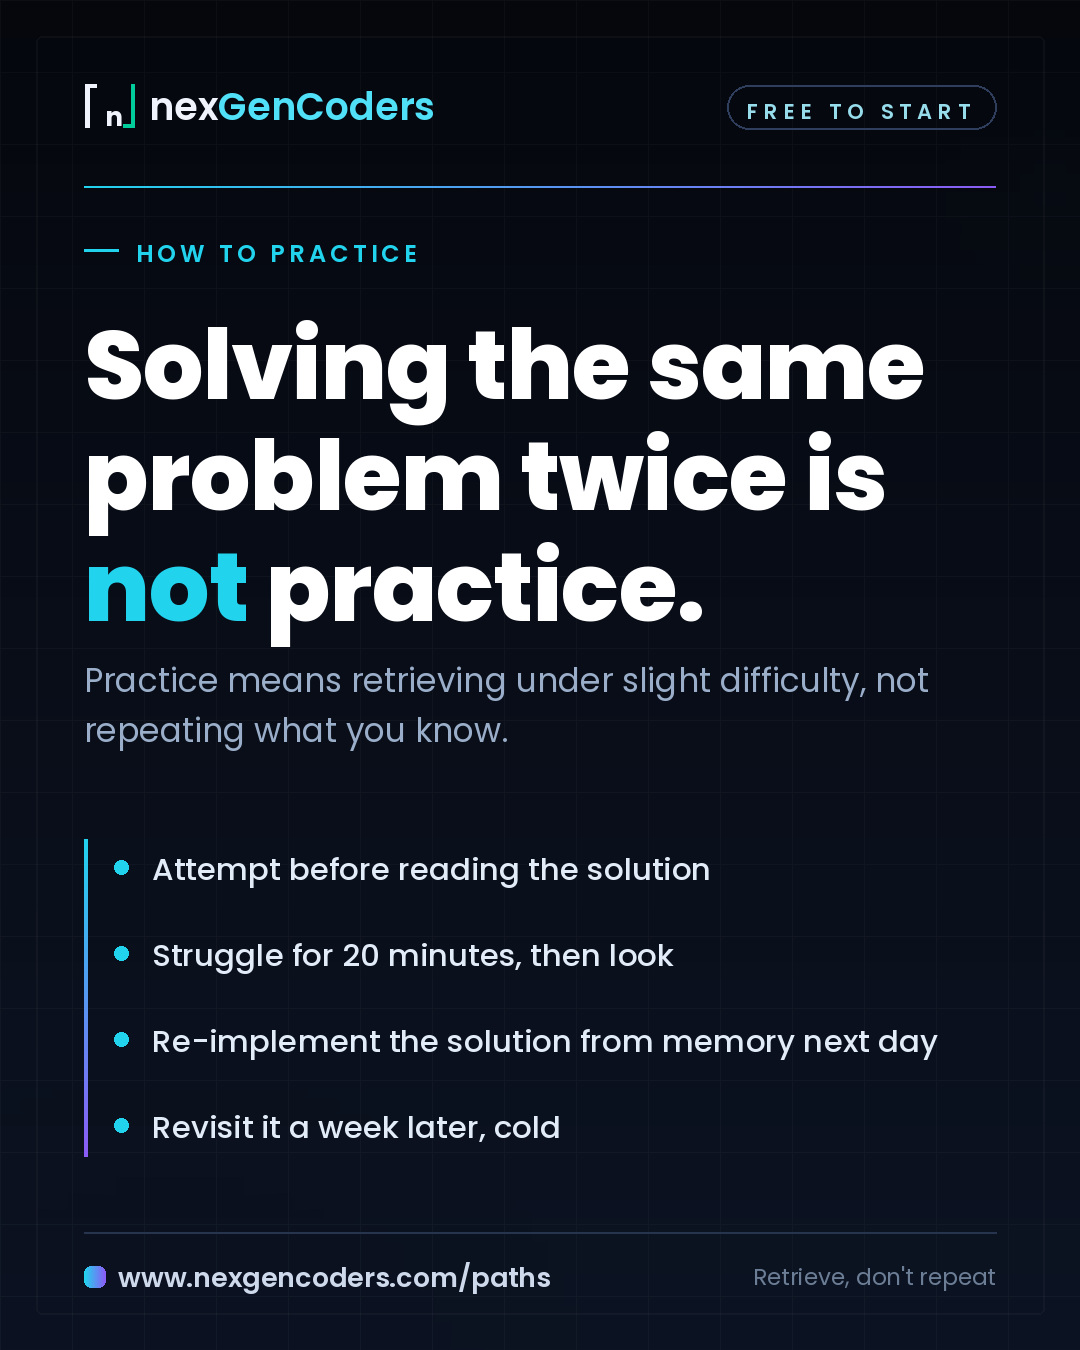 n nexGenCoders
FREE TO START
HOW TO PRACTICE
Solving the same
problem twice is
not practice.
Practice means retrieving under slight difficulty, not
repeating what you know.
Attempt before reading the solution
Struggle for 20 minutes, then look
Re-implement the solution from memory next day
Revisit it a week later, cold
www.nexgencoders.com/paths
Retrieve, don't repeat